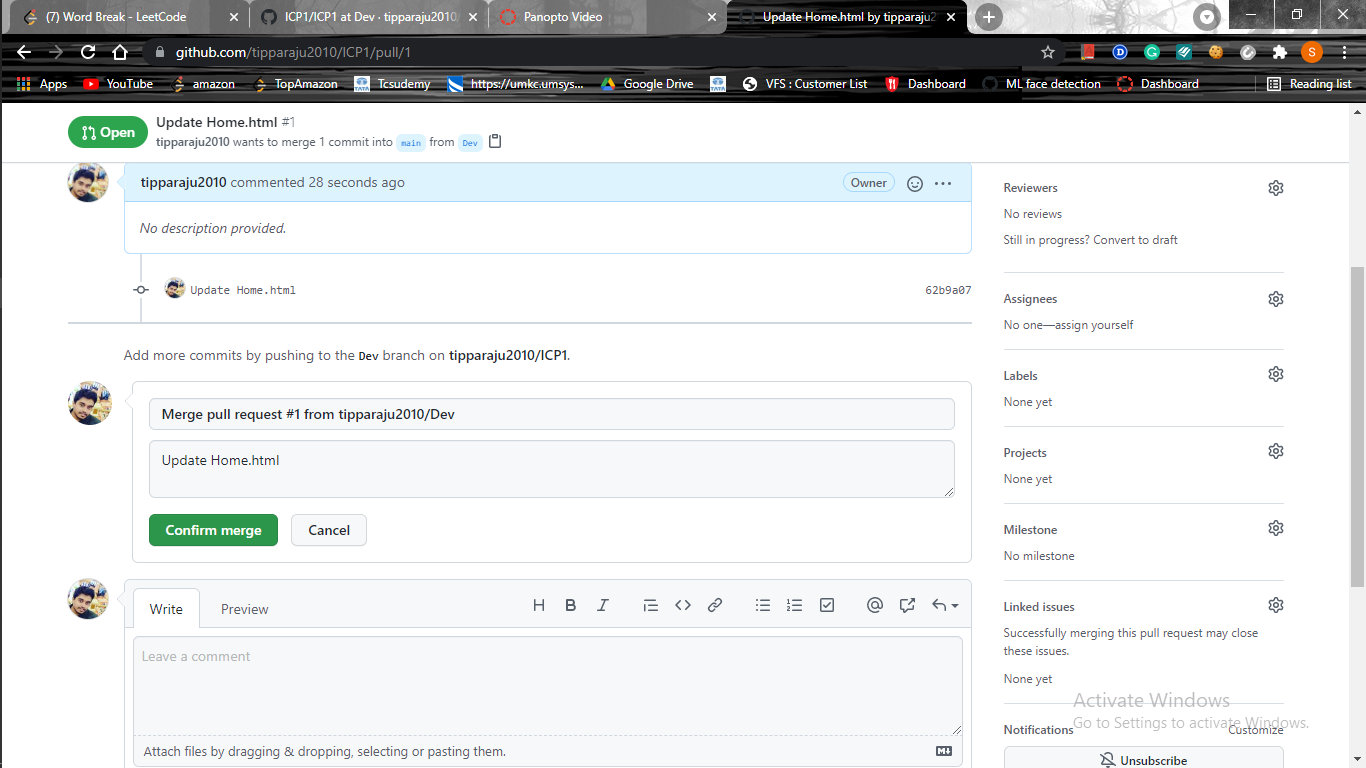 (7) Word Break - LeetCode
ICP1/ICP1 at Dev · tipparaju2010
Panopto Video
Update Home.html by tipparaju2
github.com/tipparaju2010/ICP1/pull/1
S
Apps
YouTube
amazon
TopAmazon
Tcsudemy
https://umkc.umsys...
Google Drive
VFS : Customer List
Dashboard
ML face detection
Dashboard
Reading list
Open
Update Home.html #1
tipparaju2010 wants to merge 1 commit into main from Dev
tipparaju2010 commented 28 seconds ago
Owner
No description provided.
Update Home.html
62b9a07
Add more commits by pushing to the Dev branch on tipparaju2010/ICP1.
Merge pull request #1 from tipparaju2010/Dev
Update Home.html
Confirm merge
Cancel
Write
Preview
Leave a comment
Attach files by dragging & dropping, selecting or pasting them.
Reviewers
No reviews
Still in progress? Convert to draft
Assignees
No one—assign yourself
Labels
None yet
Projects
None yet
Milestone
No milestone
Linked issues
Successfully merging this pull request may close
these issues.
None yet
Activate Windows
Go to Settings to activate Windows.
Notifications
Customize
Unsubscribe